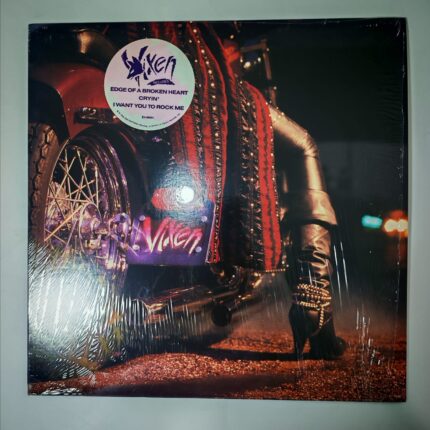 Vixen
EDGE OF A BROKEN HEART
CRYIN'
I WANT YOU TO ROCK ME
Vixen